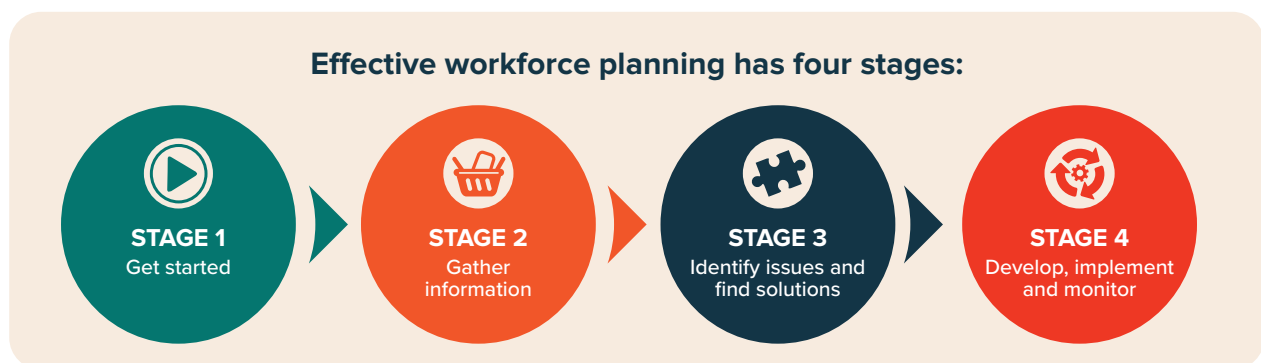 Effective workforce planning has four stages:
STAGE 1
Get started
STAGE 2
Gather
information
STAGE 3
Identify issues and
find solutions
STAGE 4
Develop, implement
and monitor